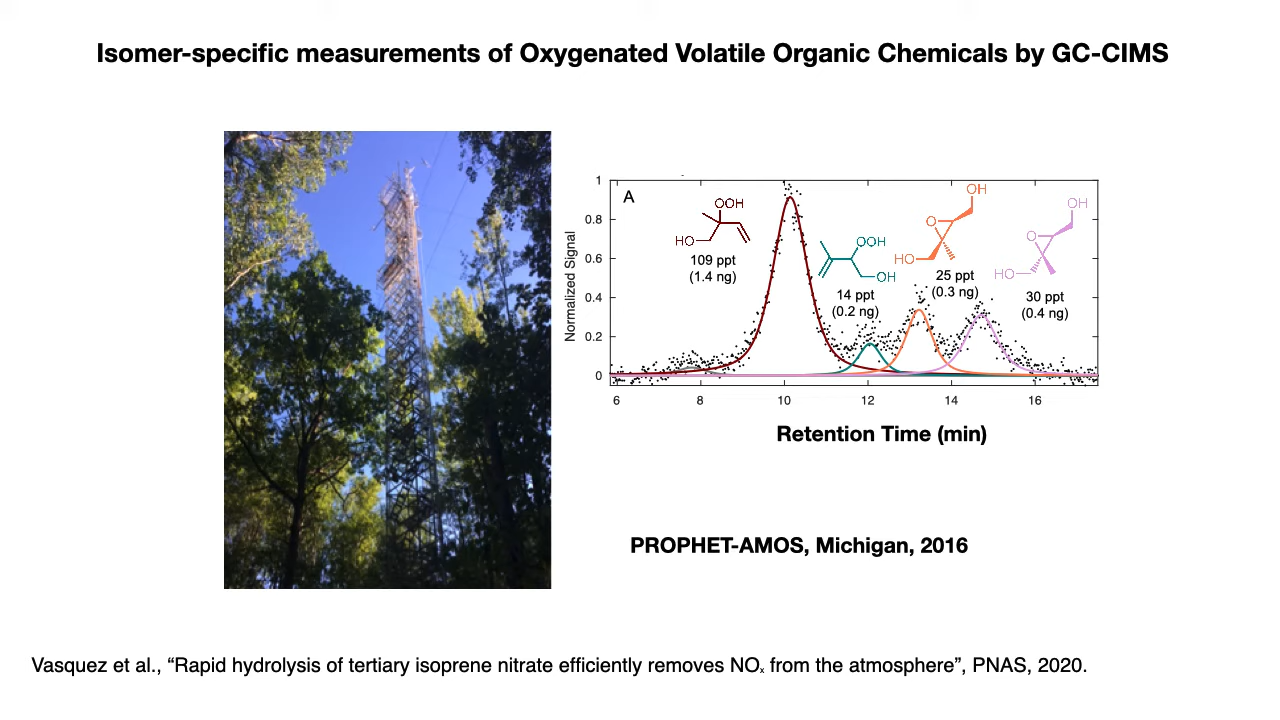 Isomer-specific measurements of Oxygenated Volatile Organic Chemicals by GC-CIMS
A
Normalized Signal
1
0.8
0.6
0.4
0.2
0
OOH
HO
109 ppt
(1.4 ng)
OOH
OH
14 ppt
(0.2 ng)
OH
O
HO
25 ppt
(0.3 ng)
OH
O
HO
30 ppt
(0.4 ng)
6 8 10 12 14 16
Retention Time (min)
PROPHET-AMOS, Michigan, 2016
Vasquez et al., “Rapid hydrolysis of tertiary isoprene nitrate efficiently removes NOₓ from the atmosphere”, PNAS, 2020.